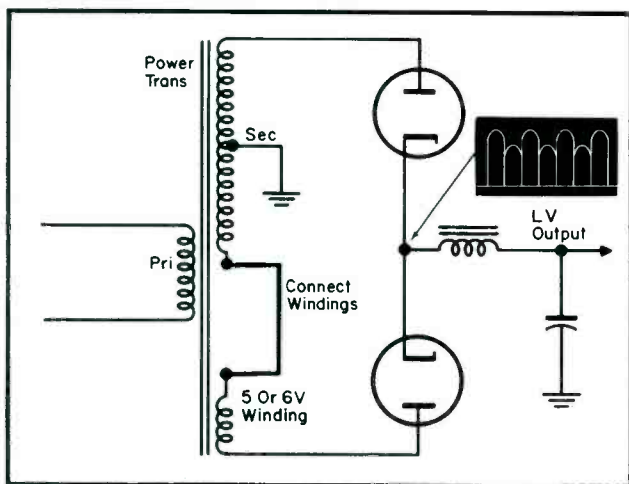 Power
Trans
Sec
Pri
Connect
Windings
5 Or 6V
Winding
LV
Output